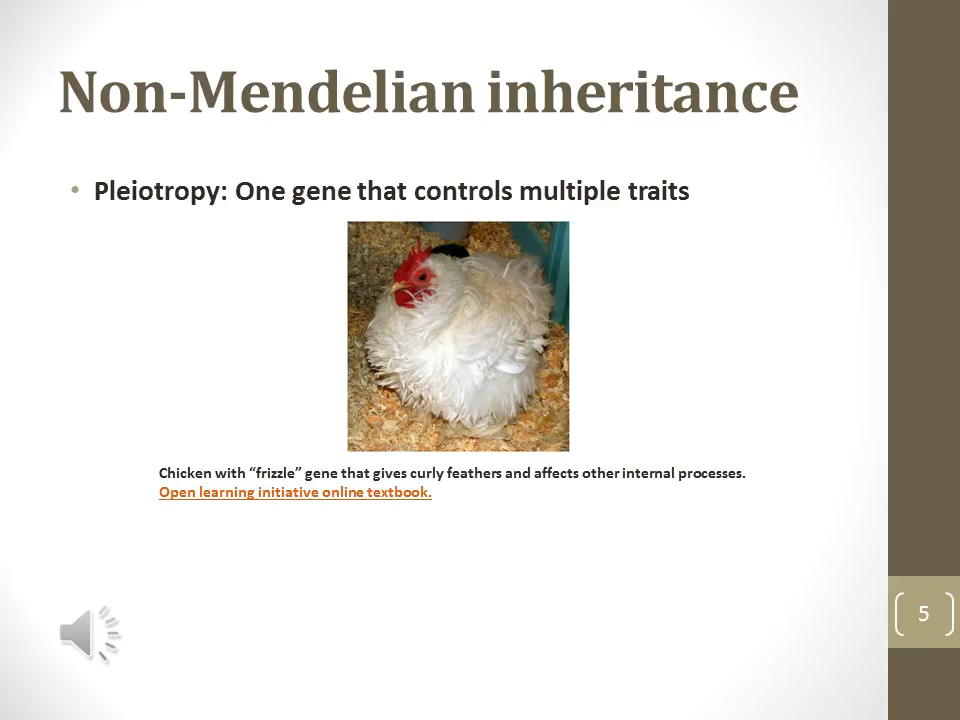 Non-Mendelian inheritance
• Pleiotropy: One gene that controls multiple traits
Chicken with “frizzle” gene that gives curly feathers and affects other internal processes.
Open learning initiative online textbook.
5